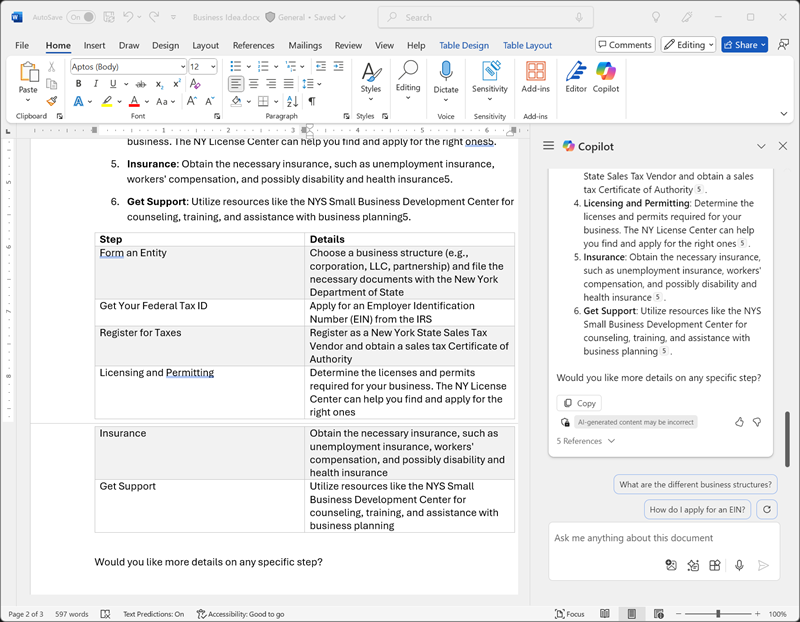 AutoSave Off Business Idea.docx General • Saved Search
File Home Insert Draw Design Layout References Mailings Review View Help Table Design Table Layout Comments Editing Share
Aptos (Body) 12
Paste Styles Editing Dictate Sensitivity Add-ins Editor Copilot
Clipboard Font Paragraph Styles Voice Sensitivity Add-ins
business. The NY License Center can help you find and apply for the right ones5.
5. Insurance: Obtain the necessary insurance, such as unemployment insurance,
workers' compensation, and possibly disability and health insurance5.
6. Get Support: Utilize resources like the NYS Small Business Development Center for
counseling, training, and assistance with business planning5.
Step Details
Form an Entity Choose a business structure (e.g.,
corporation, LLC, partnership) and file the
necessary documents with the New York
Department of State
Get Your Federal Tax ID Apply for an Employer Identification
Number (EIN) from the IRS
Register for Taxes Register as a New York State Sales Tax
Vendor and obtain a sales tax Certificate of
Authority
Licensing and Permitting Determine the licenses and permits
required for your business. The NY License
Center can help you find and apply for the
right ones
Insurance Obtain the necessary insurance, such as
unemployment insurance, workers'
compensation, and possibly disability and
health insurance
Get Support Utilize resources like the NYS Small
Business Development Center for
counseling, training, and assistance with
business planning
Would you like more details on any specific step?
Copilot
State Sales Tax Vendor and obtain a sales
tax Certificate of Authority 5 .
4. Licensing and Permitting: Determine the
licenses and permits required for your
business. The NY License Center can help
you find and apply for the right ones 5 .
5. Insurance: Obtain the necessary insurance,
such as unemployment insurance, workers'
compensation, and possibly disability and
health insurance 5 .
6. Get Support: Utilize resources like the NYS
Small Business Development Center for
counseling, training, and assistance with
business planning 5 .
Would you like more details on any specific step?
Copy
AI-generated content may be incorrect
5 References
What are the different business structures?
How do I apply for an EIN?
Ask me anything about this document
Page 2 of 3 597 words Text Predictions: On Accessibility: Good to go Focus 100%